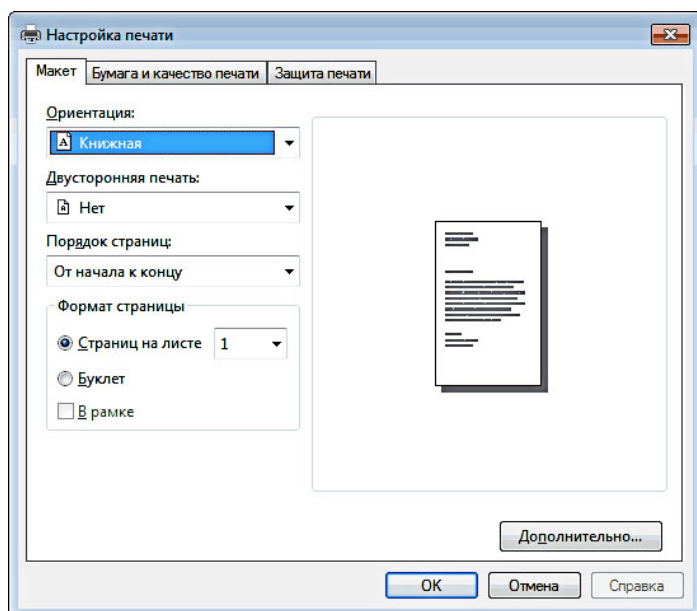 Настройка печати
Макет Бумага и качество печати Защита печати
Ориентация:
Книжная
Двусторонняя печать:
Нет
Порядок страниц:
От начала к концу
Формат страницы
Страниц на листе 1
Буклет
В рамке
Дополнительно...
OK Отмена Справка